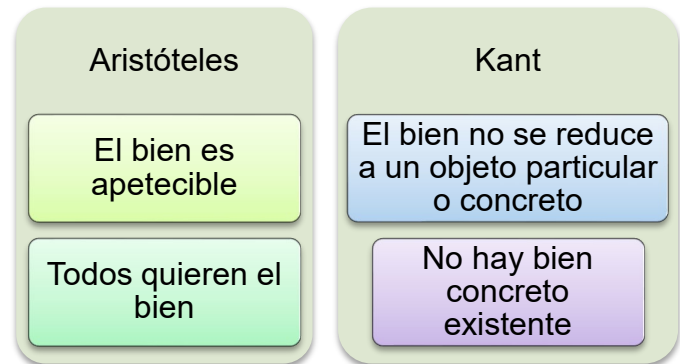 Aristóteles
El bien es
apetecible
Todos quieren el
bien
Kant
El bien no se reduce
a un objeto particular
o concreto
No hay bien
concreto
existente